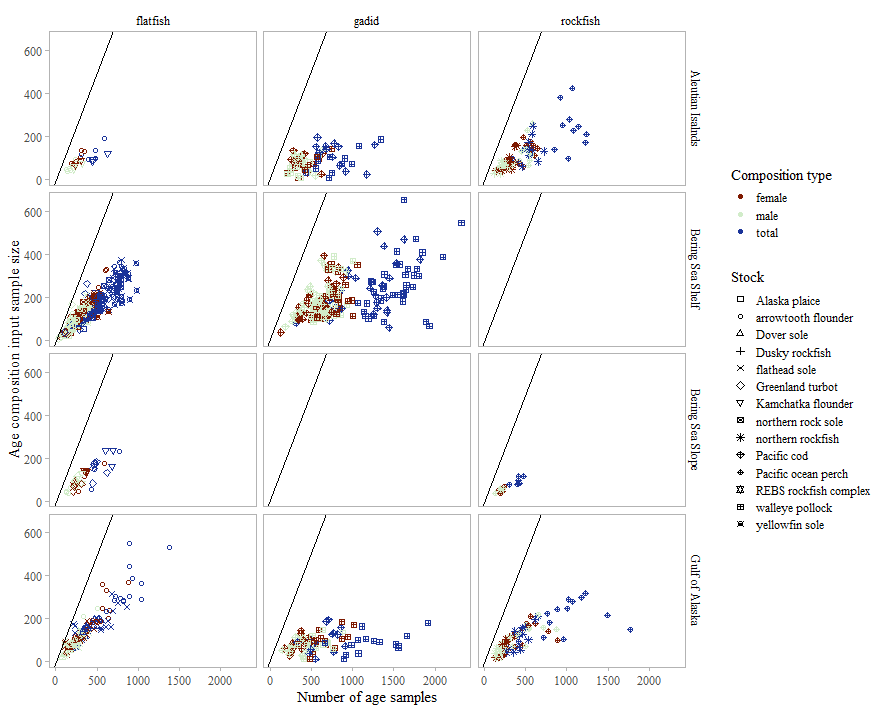 flatfish gadid rockfish
600
400
200
0
Aleutian Isalnds
600
400
200
0
Bering Sea Shelf
600
400
200
0
Bering Sea Slope
600
400
200
0
Gulf of Alaska
Age composition input sample size
0 500 1000 1500 2000 0 500 1000 1500 2000 0 500 1000 1500 2000
Number of age samples
Composition type
female
male
total
Stock
Alaska plaice
arrowtooth flounder
Dover sole
Dusky rockfish
flathead sole
Greenland turbot
Kamchatka flounder
northern rock sole
northern rockfish
Pacific cod
Pacific ocean perch
REBS rockfish complex
walleye pollock
yellowfin sole